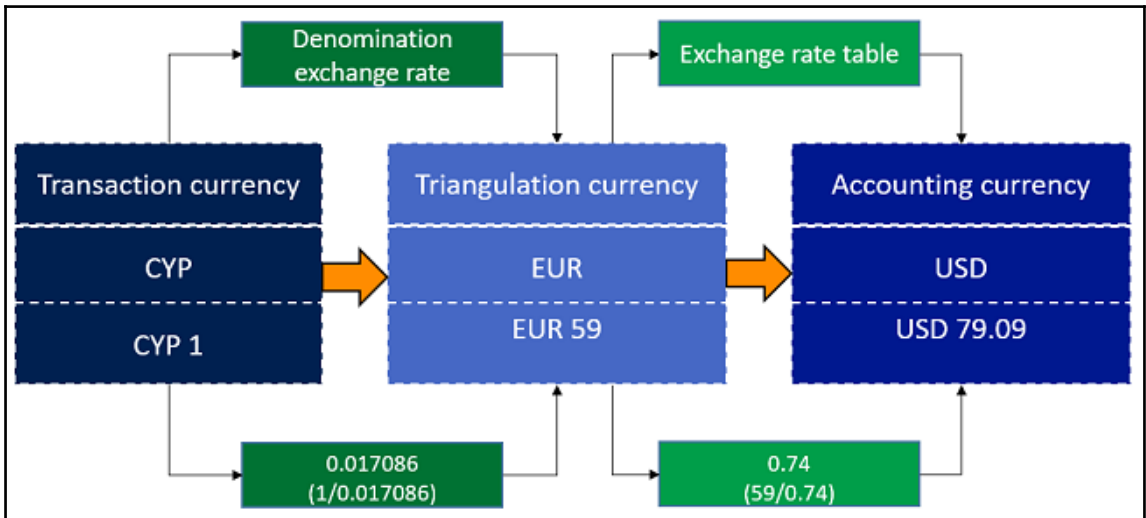 Denomination
exchange rate
Exchange rate table
Transaction currency
Triangulation currency
Accounting currency
CYP
EUR
USD
CYP 1
EUR 59
USD 79.09
0.017086
(1/0.017086)
0.74
(59/0.74)